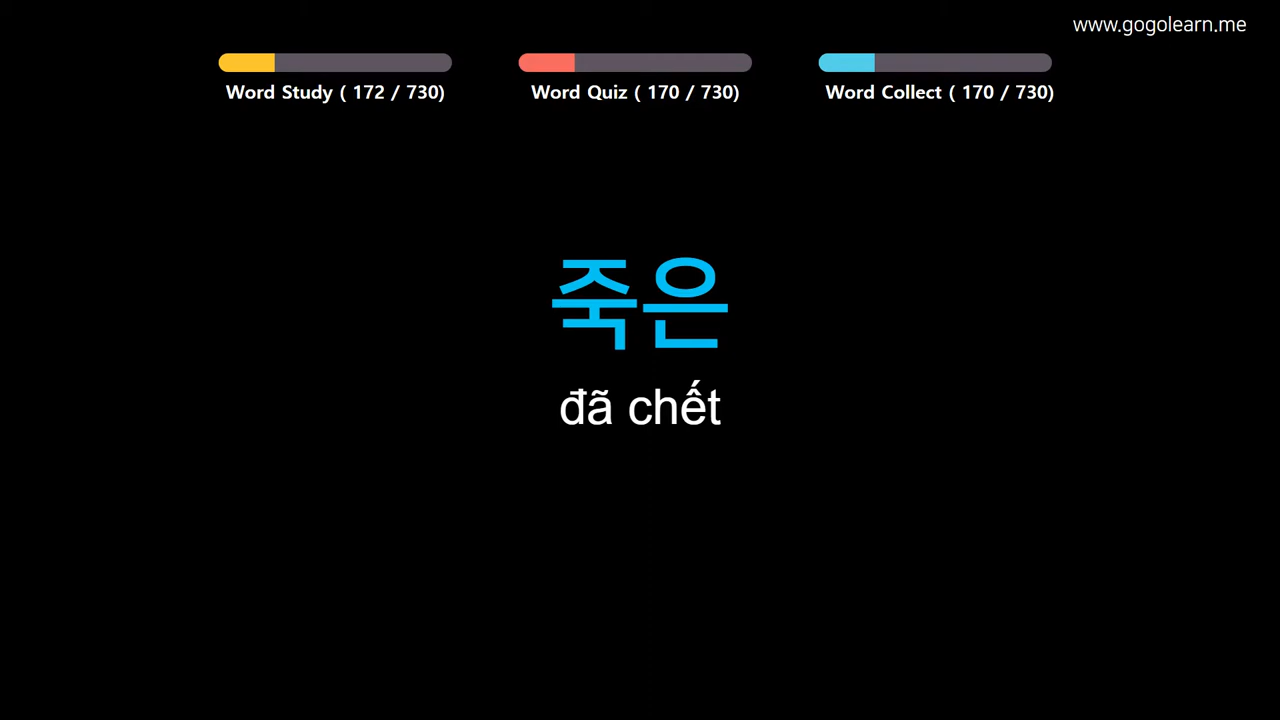 www.gogolearn.me
Word Study ( 172 / 730)
Word Quiz ( 170 / 730)
Word Collect ( 170 / 730)
죽은
đã chết